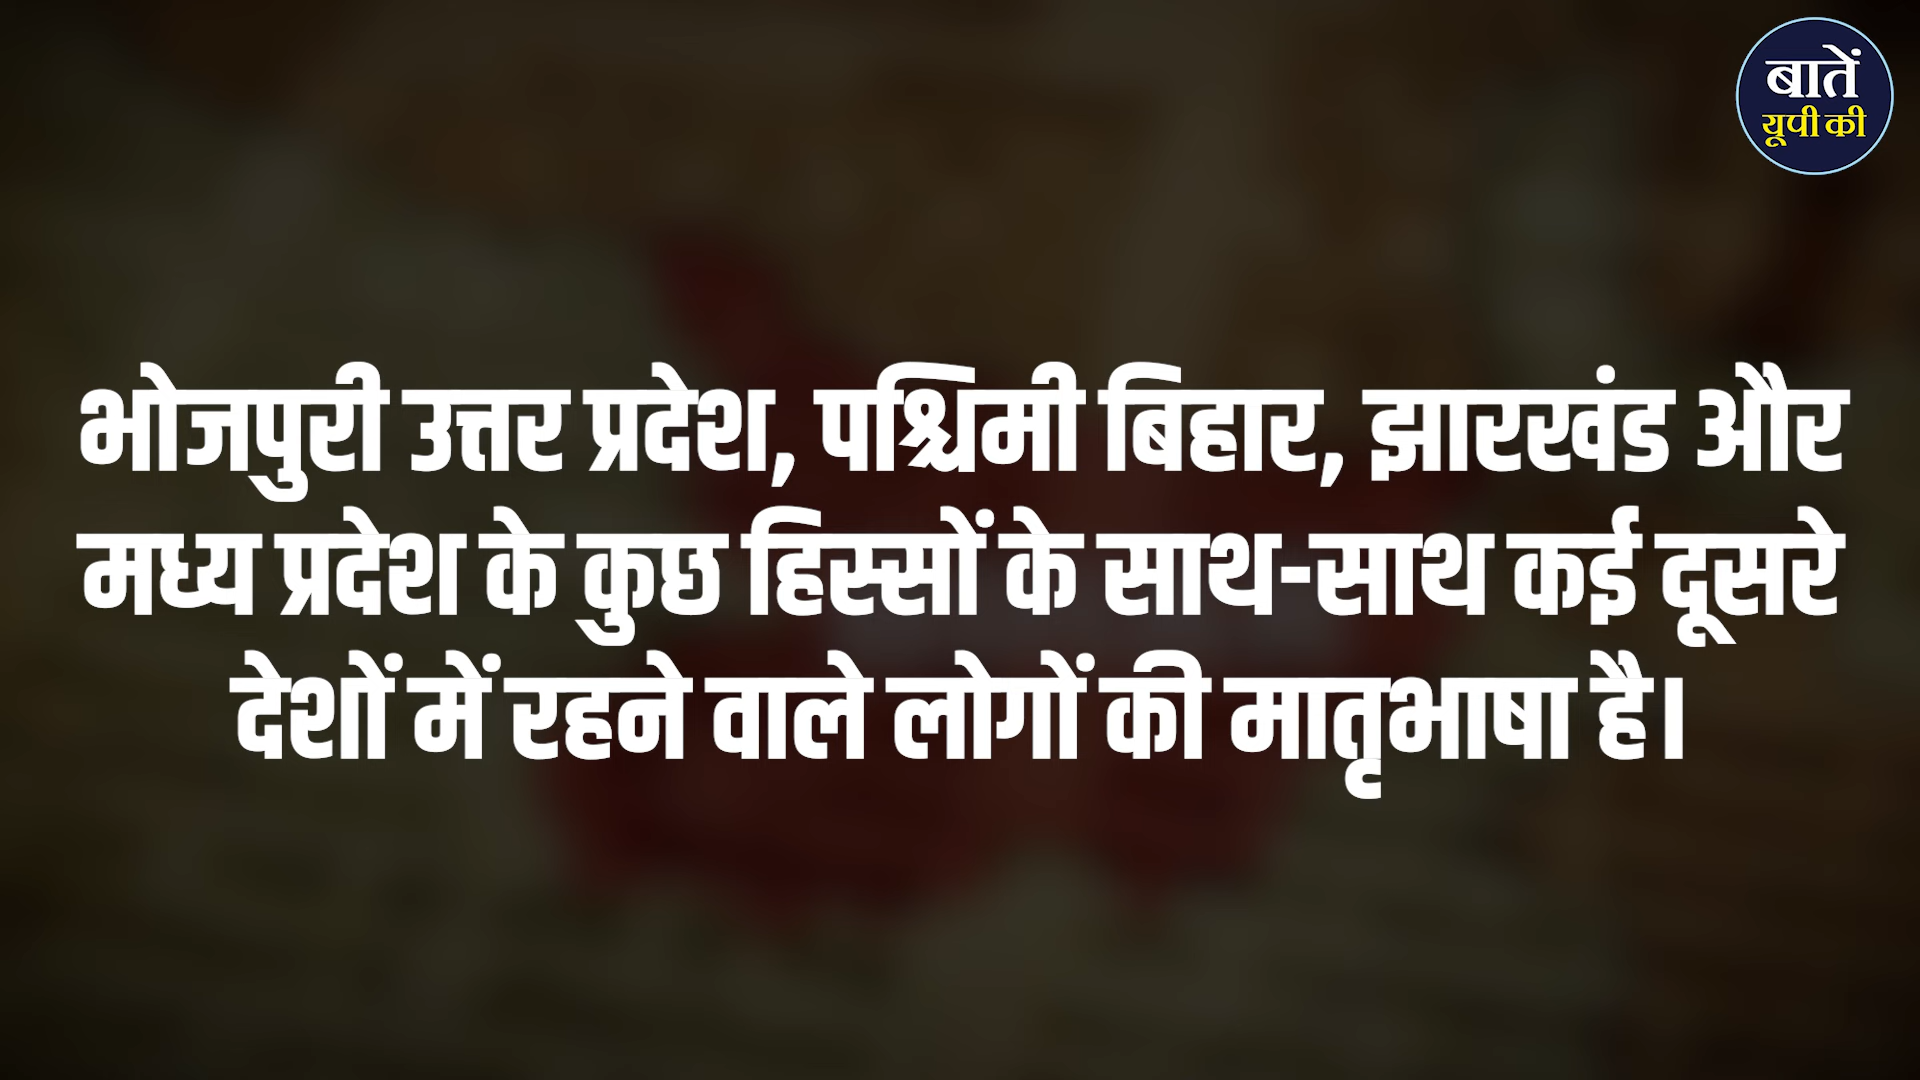 बातें
यूपी की
भोजपुरी उत्तर प्रदेश, पश्चिमी बिहार, झारखंड और
मध्य प्रदेश के कुछ हिस्सों के साथ-साथ कई दूसरे
देशों में रहने वाले लोगों की मातृभाषा है।